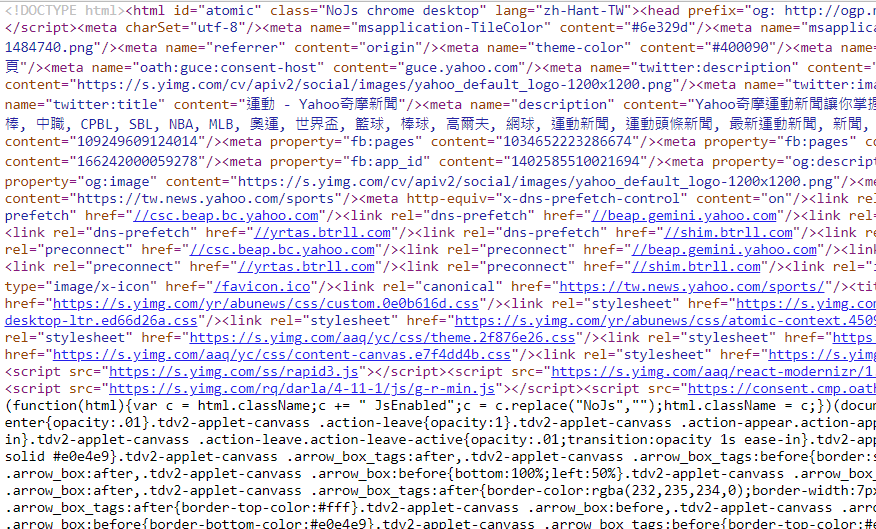 <!DOCTYPE html><html id="atomic" class="NoJs chrome desktop" lang="zh-Hant-TW"><head prefix="og: http://ogp.
</script><meta charSet="utf-8"/><meta name="msapplication-TileColor" content="#6e329d"/><meta name="msapplica
1484740.png"/><meta name="referrer" content="origin"/><meta name="theme-color" content="#400090"/><meta
頁"/><meta name="oath:guce:consent-host" content="guce.yahoo.com"/><meta name="twitter:description" content=
content="https://s.yimg.com/cv/apiv2/social/images/yahoo_default_logo-1200x1200.png"/><meta name="twitter:ima
name="twitter:title" content="運動 - Yahoo奇摩新聞"/><meta name="description" content="Yahoo奇摩運動新聞讓你掌握
棒, 中職, CPBL, SBL, NBA, MLB, 奧運, 世界盃, 籃球, 棒球, 高爾夫, 網球, 運動新聞, 運動頭條新聞, 最新運動新聞, 新聞,
content="109249609124014"/><meta property="fb:pages" content="1034652223286674"/><meta property="fb:pages"
content="166242000059278"/><meta property="fb:app_id" content="1402585510021694"/><meta property="og:descript
property="og:image" content="https://s.yimg.com/cv/apiv2/social/images/yahoo_default_logo-1200x1200.png"/><me
content="https://tw.news.yahoo.com/sports"/><meta http-equiv="x-dns-prefetch-control" content="on"/><link rel
prefetch" href="//csc.beap.bc.yahoo.com"/><link rel="dns-prefetch" href="//beap.gemini.yahoo.com"/>
<link rel="dns-prefetch" href="//yrtas.btrll.com"/><link rel="dns-prefetch" href="//shim.btrll.com"/><link
rel="preconnect" href="//csc.beap.bc.yahoo.com"/><link rel="preconnect" href="//beap.gemini.yahoo.com"/>
<link rel="preconnect" href="//yrtas.btrll.com"/><link rel="preconnect" href="//shim.btrll.com"/><link rel="i
type="image/x-icon" href="/favicon.ico"/><link rel="canonical" href="https://tw.news.yahoo.com/sports/"/><tit
href="https://s.yimg.com/yr/abunews/css/custom.0e0b616d.css"/><link rel="stylesheet" href="https://s.yimg.com
desktop-ltr.ed66d26a.css"/><link rel="stylesheet" href="https://s.yimg.com/yr/abunews/css/atomic-context.4509
rel="stylesheet" href="https://s.yimg.com/aaq/yc/css/theme.2f876e26.css"/><link rel="stylesheet"
href="https://s.yimg.com/aaq/yc/css/content-canvas.e7f4dd4b.css"/><link rel="stylesheet" href="https://s.yimg
<script src="https://s.yimg.com/ss/rapid3.js"></script><script src="https://s.yimg.com/aaq/react-modernizr/1
<script src="https://s.yimg.com/rq/darla/4-11-1/js/g-r-min.js"></script><script src="https://consent.cmp.oath
(function(html){var c = html.className;c += " JsEnabled";c = c.replace("NoJs","");html.className = c;})(docum
enter{opacity:.01}.tdv2-applet-canvass .action-leave{opacity:1}.tdv2-applet-canvass .action-appear.action-app
in}.tdv2-applet-canvass .action-leave.action-leave-active{opacity:.01;transition:opacity 1s ease-in}.tdv2-app
solid #e0e4e9}.tdv2-applet-canvass .arrow_box_tags:after,.tdv2-applet-canvass .arrow_box_tags:before{border:s
.arrow_box:after,.tdv2-applet-canvass .arrow_box:before{bottom:100%;left:50%}.tdv2-applet-canvass .arrow_box_
.arrow_box:after,.tdv2-applet-canvass .arrow_box_tags:after{border-color:rgba(232,235,234,0);border-width:7px
.arrow_box_tags:after{border-top-color:#fff}.tdv2-applet-canvass .arrow_box:before,.tdv2-applet-canvass
.arrow_box:before{border-bottom-color:#e0e4e9}.tdv2-applet-canvass .arrow_box_tags:before{border-top-color:#e